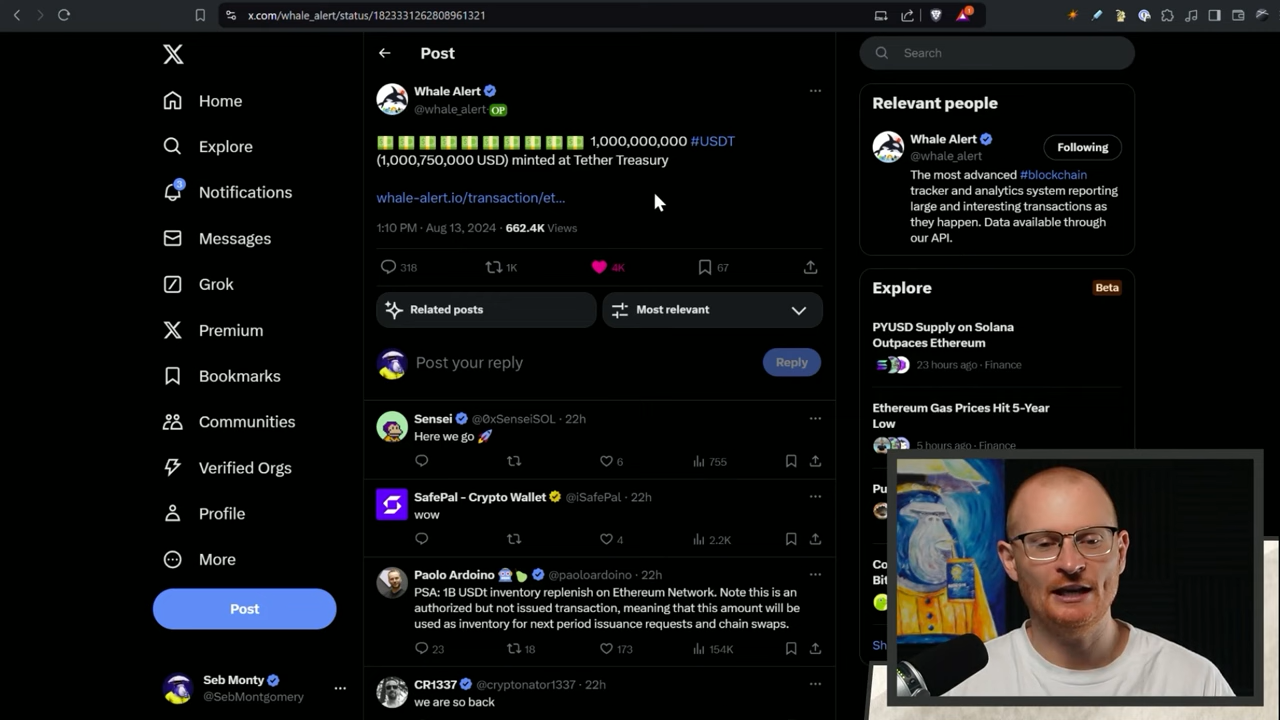 x.com/whale_alert/status/1823331262808961321
1
Post
Search
Home
Explore
3
Notifications
Messages
Grok
Premium
Bookmarks
Communities
Verified Orgs
Profile
More
Post
Seb Monty
@SebMontgomery
Whale Alert
@whale_alert OP
1,000,000,000 #USDT
(1,000,750,000 USD) minted at Tether Treasury
whale-alert.io/transaction/et...
1:10 PM · Aug 13, 2024 · 662.4K Views
318 1K 4K 67
Related posts
Most relevant
Post your reply
Reply
Sensei @0xSenseiSOL · 22h
Here we go
6 755
SafePal - Crypto Wallet @iSafePal · 22h
wow
4 2.2K
Paolo Ardoino @paoloardoino · 22h
PSA: 1B USDt inventory replenish on Ethereum Network. Note this is an
authorized but not issued transaction, meaning that this amount will be
used as inventory for next period issuance requests and chain swaps.
23 18 173 154K
CR1337 @cryptonator1337 · 22h
we are so back
Relevant people
Whale Alert
@whale_alert
Following
The most advanced #blockchain
tracker and analytics system reporting
large and interesting transactions as
they happen. Data available through
our API.
Explore
Beta
PYUSD Supply on Solana
Outpaces Ethereum
23 hours ago · Finance
Ethereum Gas Prices Hit 5-Year
Low
5 hours ago · Finance